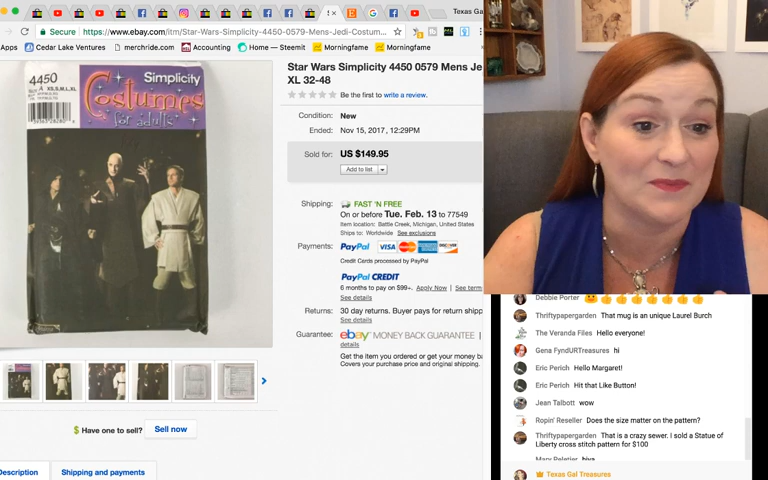 Texas Gal
Secure
https://www.ebay.com/itm/Star-Wars-Simplicity-4450-0579-Mens-Jedi-Costum...
Apps
Cedar Lake Ventures
merchride.com
Accounting
Home — Steemit
Morningfame
Morningfame
4450
A XS,S,M,L,XL
Simplicity
Costumes
for adults
Star Wars Simplicity 4450 0579 Mens Je
XL 32-48
Be the first to write a review.
Condition: New
Ended: Nov 15, 2017 , 12:29PM
Sold for: US $149.95
Add to list
Shipping: FAST 'N FREE
On or before Tue. Feb. 13 to 77549
Item location: Battle Creek, Michigan, United States
Ships to: Worldwide See exclusions
Payments: PayPal VISA MasterCard DISCOVER
Credit Cards processed by PayPal
PayPal CREDIT
6 months to pay on $99+. Apply Now | See term
See details
Returns: 30 day returns. Buyer pays for return shipp
See details
Guarantee: ebay MONEY BACK GUARANTEE |
details
Get the item you ordered or get your money ba
Covers your purchase price and original shipping.
$ Have one to sell? Sell now
Description
Shipping and payments
Debbie Porter
Thriftypapergarden That mug is an unique Laurel Burch
The Veranda Files Hello everyone!
Gena FyndURTreasures hi
Eric Perich Hello Margaret!
Eric Perich Hit that Like Button!
Jean Talbott wow
Ropin' Reseller Does the size matter on the pattern?
Thriftypapergarden That is a crazy sewer. I sold a Statue of
Liberty cross stitch pattern for $100
Mary Peletier hiya
Texas Gal Treasures